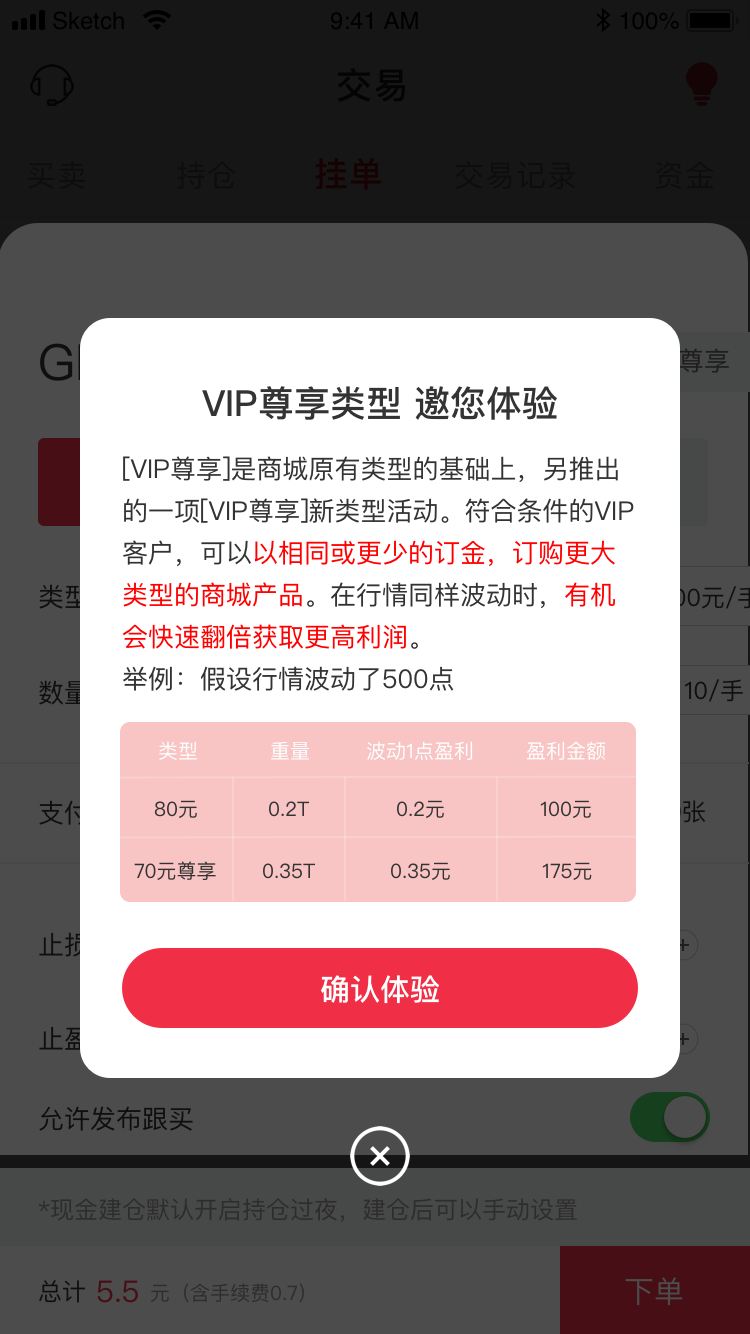 Sketch 9:41 AM 100%
交易
买卖 持仓 挂单 交易记录 资金
尊享
VIP尊享类型 邀您体验
[VIP尊享]是商城原有类型的基础上，另推出
的一项[VIP尊享]新类型活动。符合条件的VIP
客户，可以以相同或更少的订金，订购更大
类型的商城产品。在行情同样波动时，有机
会快速翻倍获取更高利润。
举例：假设行情波动了500点
类型 重量 波动1点盈利 盈利金额
80元 0.2T 0.2元 100元
70元尊享 0.35T 0.35元 175元
确认体验
类型 00元/手
数量 10/手
支付 张
止损 +
止盈 +
允许发布跟买
*现金建仓默认开启持仓过夜，建仓后可以手动设置
总计 5.5 元（含手续费0.7） 下单